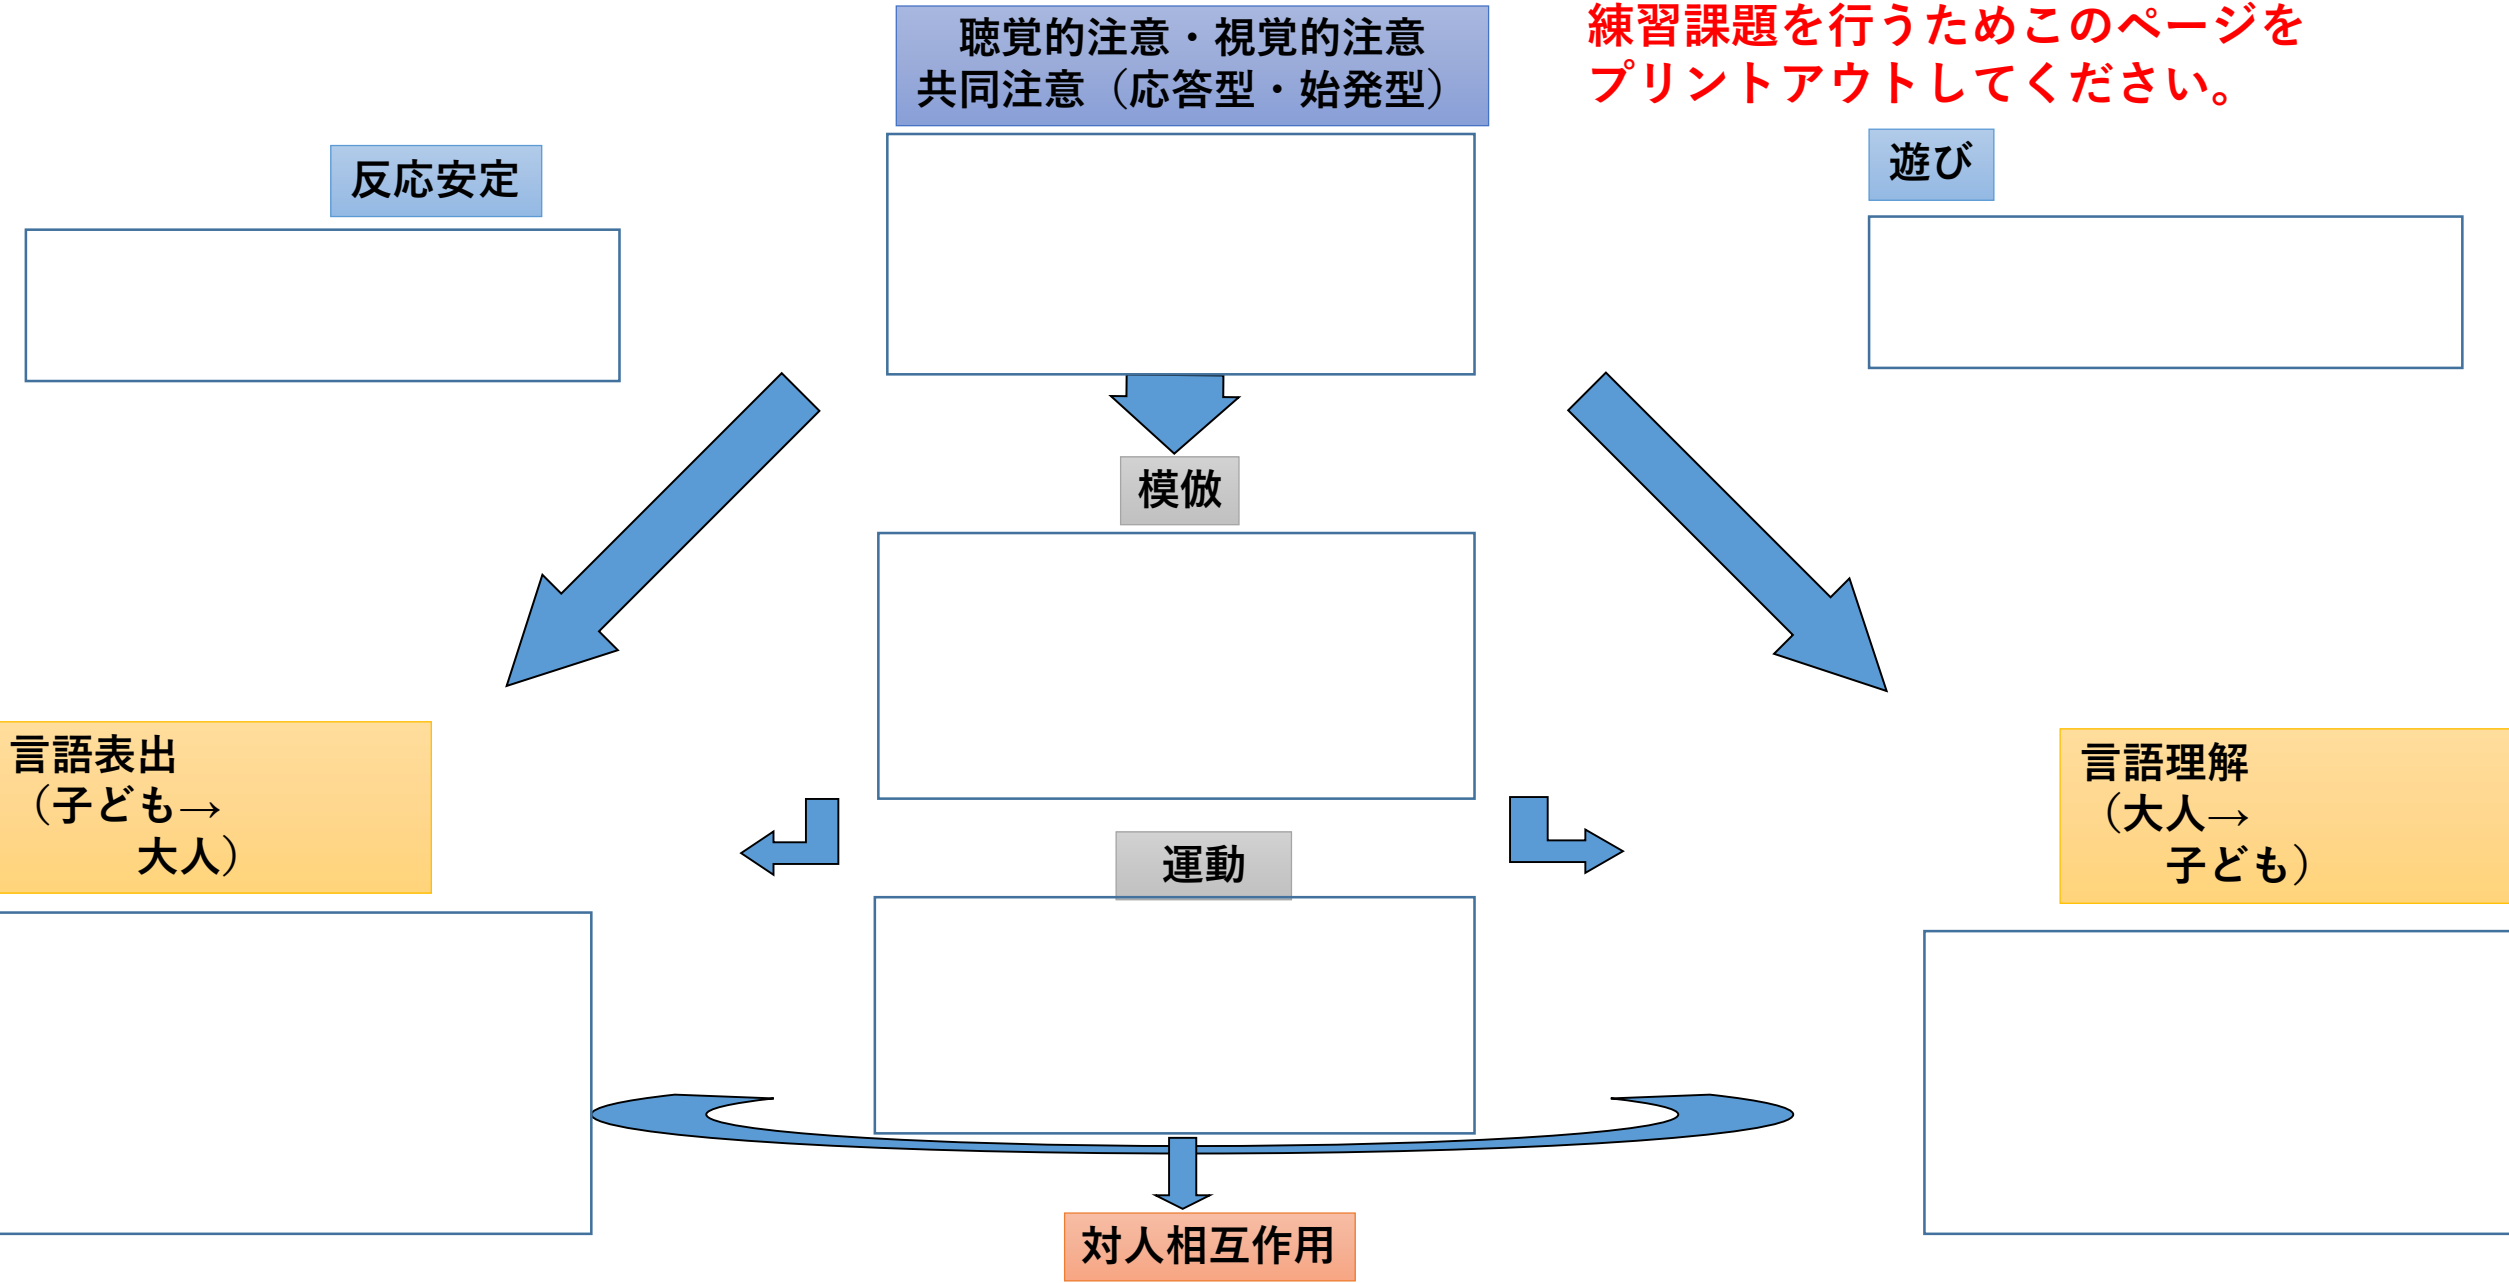 聴覚的注意・視覚的注意
共同注意（応答型・始発型）
練習課題を行うためこのページを
プリントアウトしてください。
反応安定
遊び
模倣
言語表出
（子ども→
大人）
運動
言語理解
（大人→
子ども）
対人相互作用